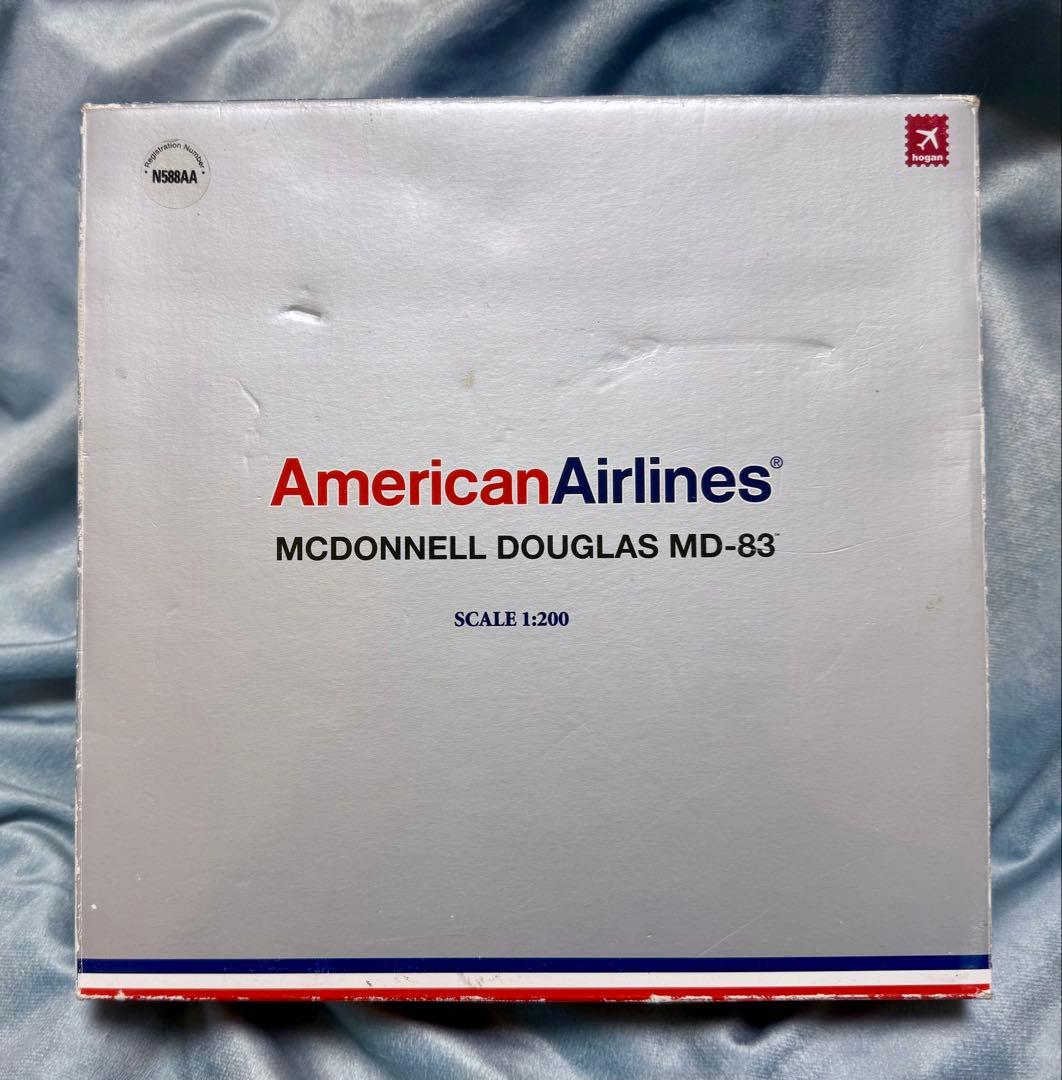 Registration Number
N588AA
hogan
AmericanAirlines®
MCDONNELL DOUGLAS MD-83™
SCALE 1:200